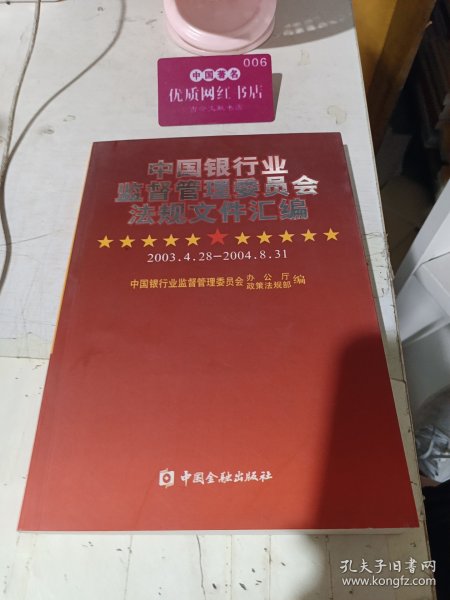 006
中国著名
优质网红书店
中国银行业
监督管理委员会
法规文件汇编
2003.4.28-2004.8.31
中国银行业监督管理委员会 办公厅 政策法规部 编
中国金融出版社
孔夫子旧书网
www.kongfz.com